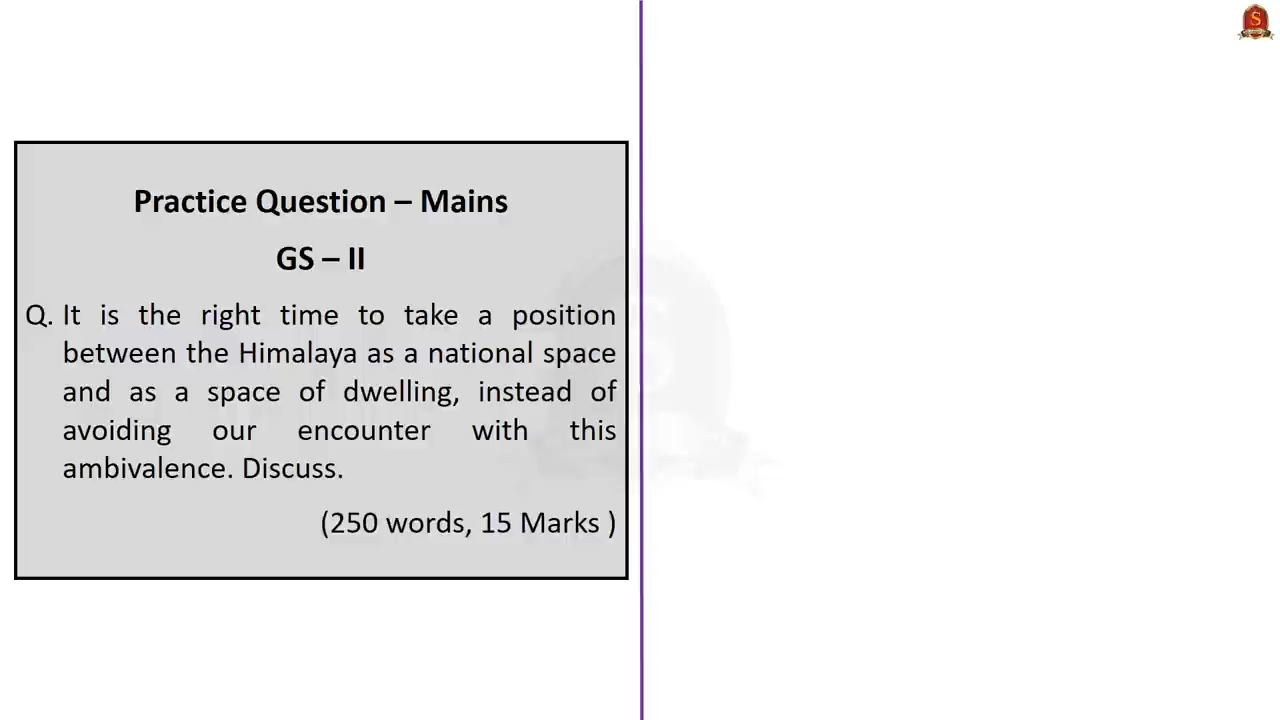 Practice Question – Mains
GS – II
Q. It is the right time to take a position
between the Himalaya as a national space
and as a space of dwelling, instead of
avoiding our encounter with this
ambivalence. Discuss.
(250 words, 15 Marks )
S